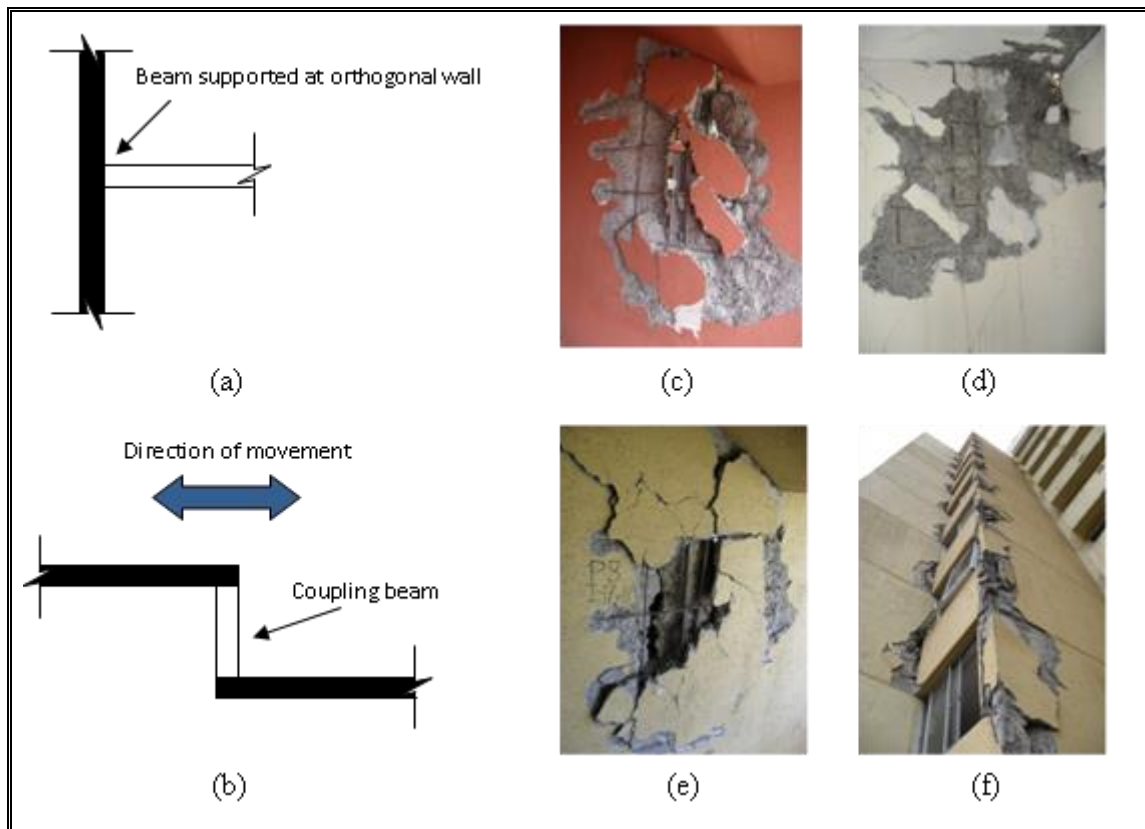 Beam supported at orthogonal wall
(a)
(c)
(d)
Direction of movement
Coupling beam
(b)
(e)
(f)